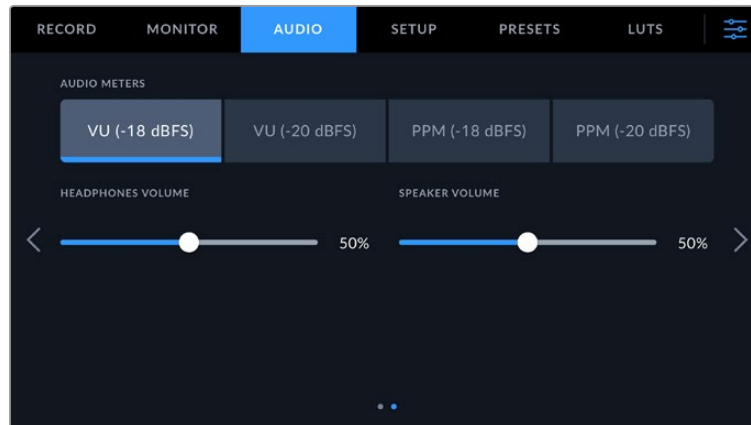 RECORD MONITOR AUDIO SETUP PRESETS LUTS
AUDIO METERS
VU (-18 dBFS) VU (-20 dBFS) PPM (-18 dBFS) PPM (-20 dBFS)
HEADPHONES VOLUME SPEAKER VOLUME
50% 50%